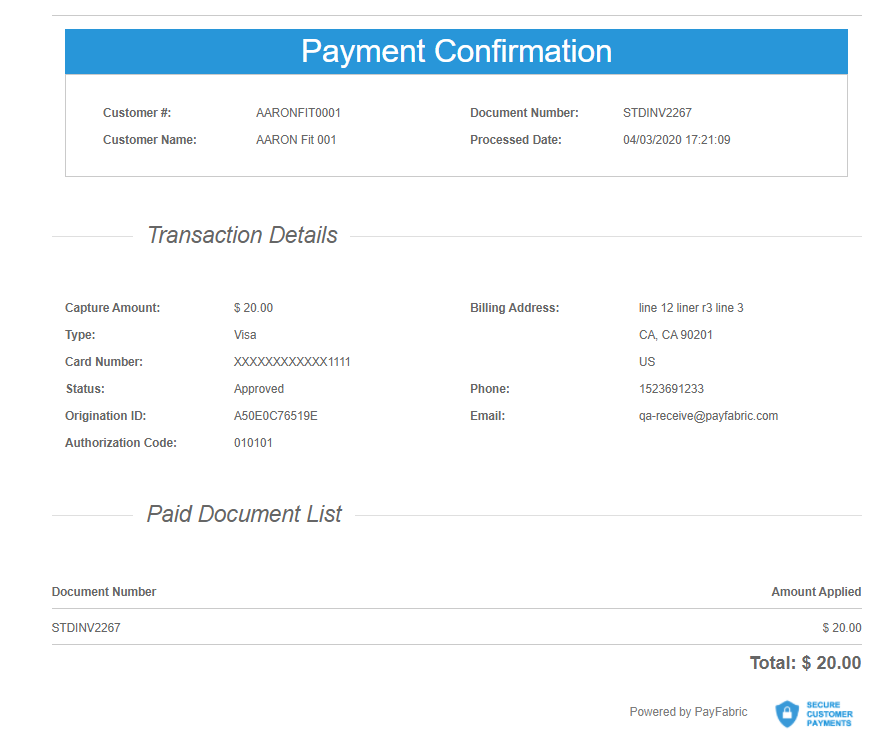 Payment Confirmation
Customer #: AARONFIT0001 Document Number: STDINV2267
Customer Name: AARON Fit 001 Processed Date: 04/03/2020 17:21:09
Transaction Details
Capture Amount: $ 20.00 Billing Address: line 12 liner r3 line 3
Type: Visa CA, CA 90201
Card Number: XXXXXXXXXXXX1111 US
Status: Approved Phone: 1523691233
Origination ID: A50E0C76519E Email: qa-receive@payfabric.com
Authorization Code: 010101
Paid Document List
Document Number Amount Applied
STDINV2267 $ 20.00
Total: $ 20.00
Powered by PayFabric
SECURE
CUSTOMER
PAYMENTS